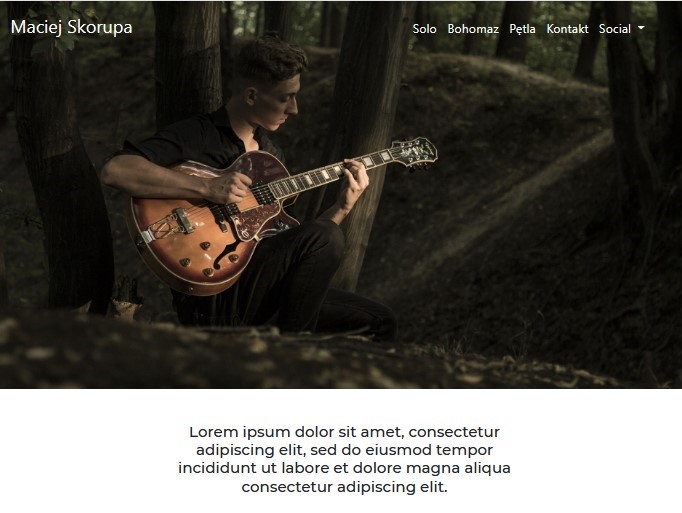 Maciej Skorupa
Solo Bohomaz Pętla Kontakt Social
Lorem ipsum dolor sit amet, consectetur
adipiscing elit, sed do eiusmod tempor
incididunt ut labore et dolore magna aliqua
consectetur adipiscing elit.